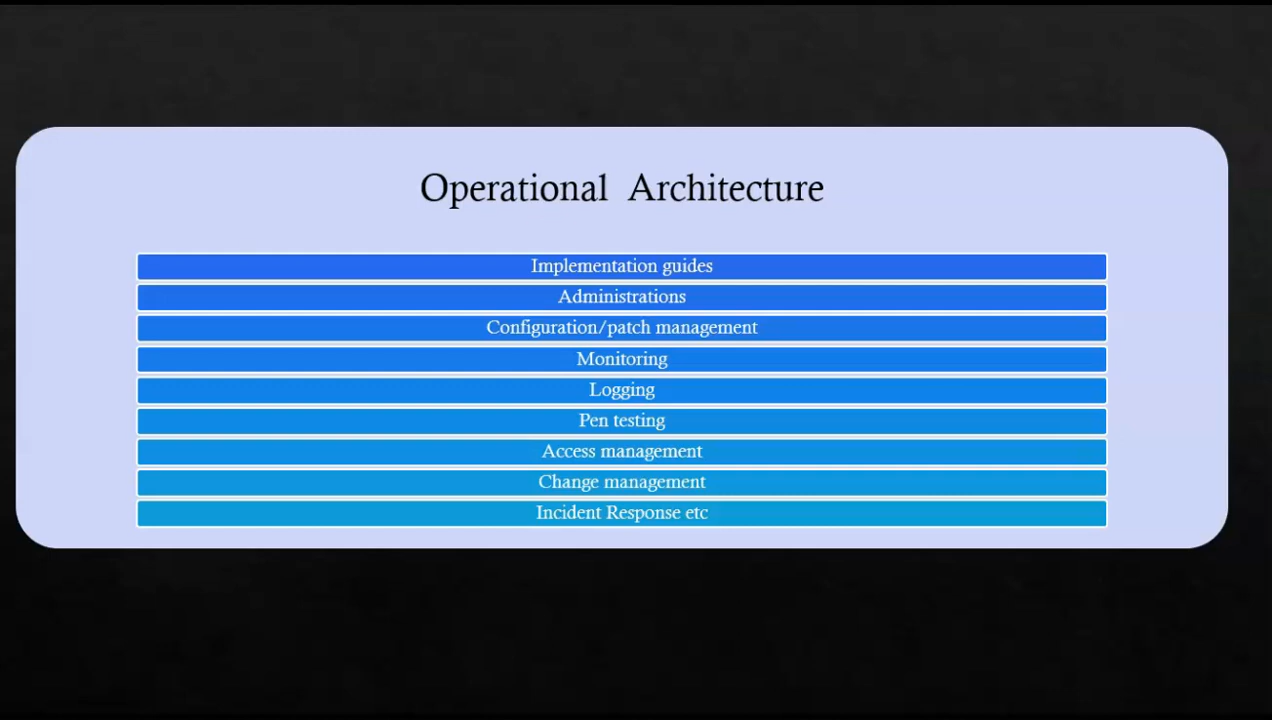 Operational Architecture
Implementation guides
Administrations
Configuration/patch management
Monitoring
Logging
Pen testing
Access management
Change management
Incident Response etc